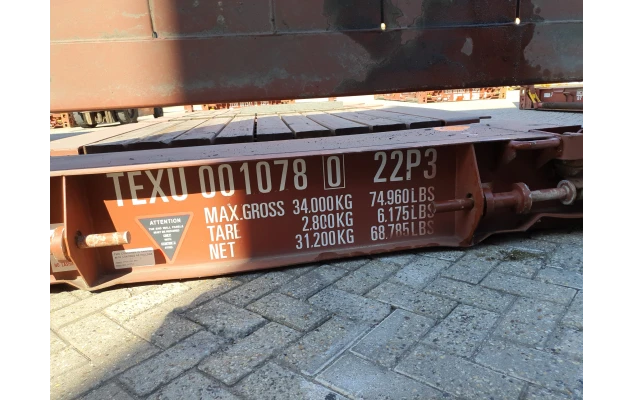 TEXU 001078 0 22P3
MAX.GROSS 34.000KG 74.960LBS
TARE 2.800KG 6.175LBS
NET 31.200KG 68.785LBS
ATTENTION